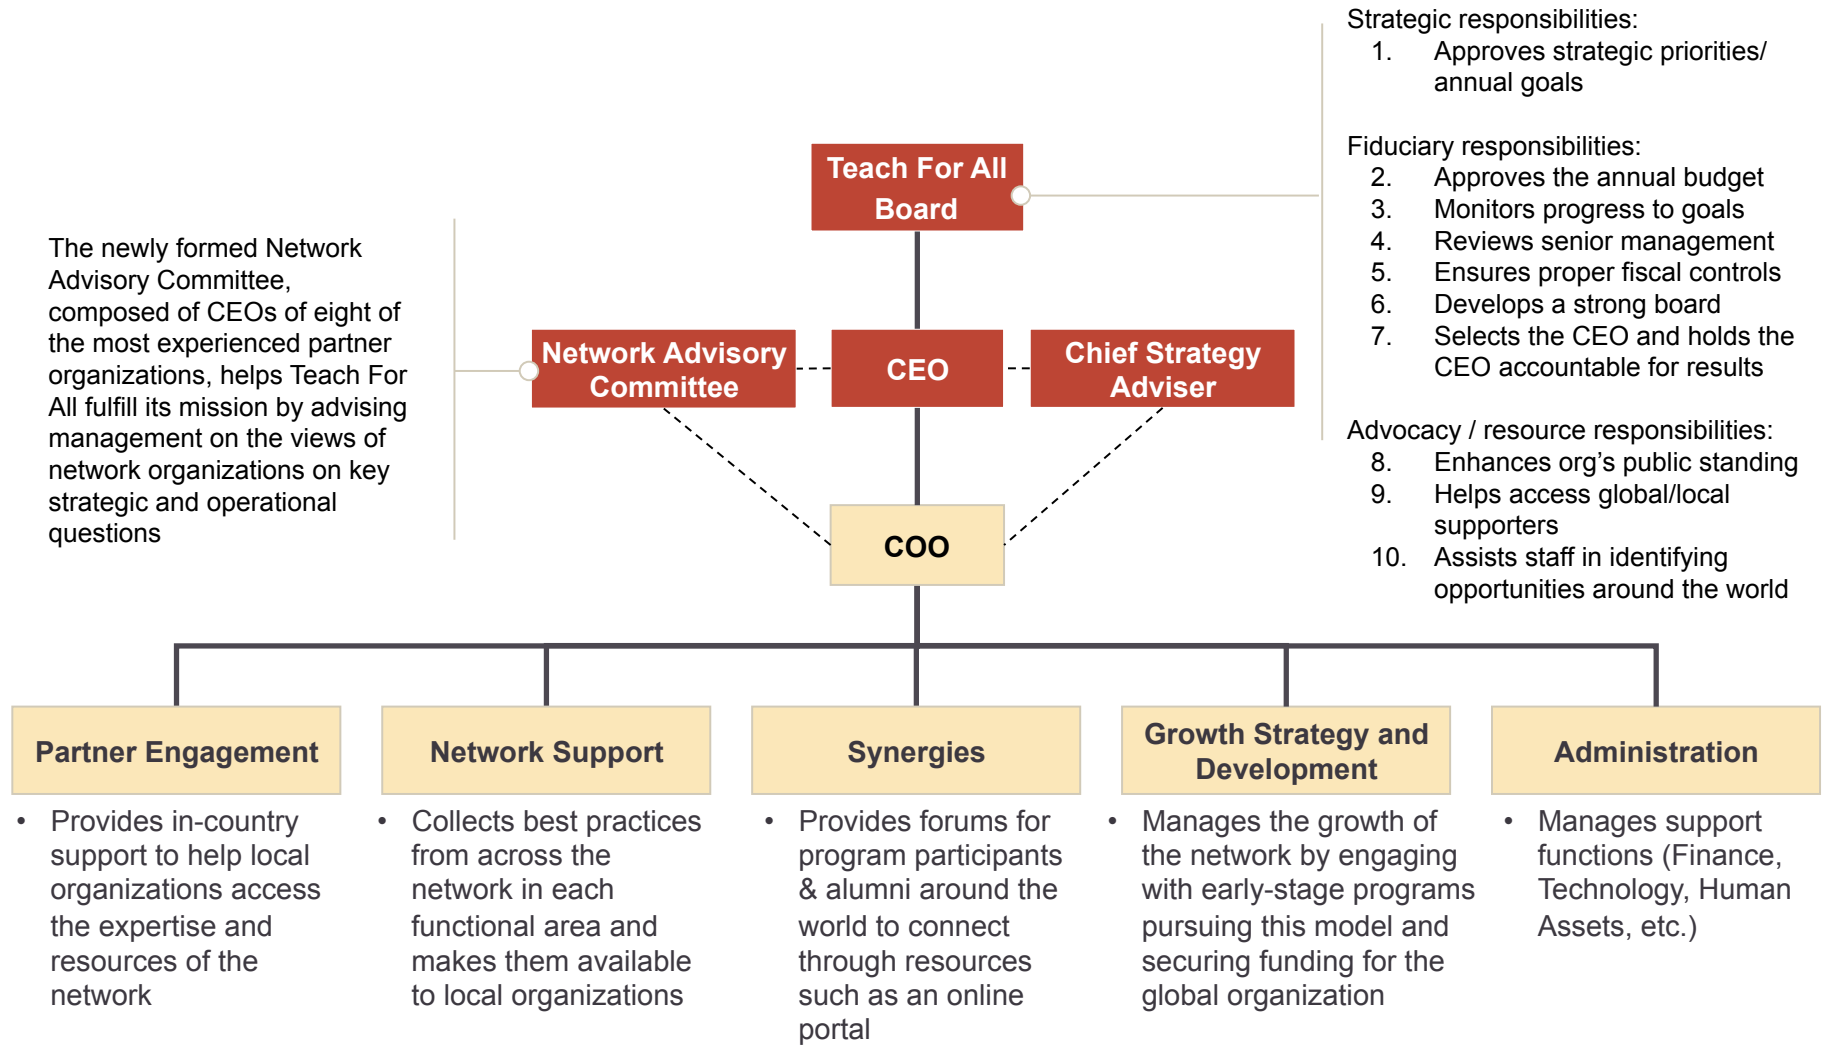 Strategic responsibilities:
1. Approves strategic priorities/
annual goals
Fiduciary responsibilities:
2. Approves the annual budget
3. Monitors progress to goals
4. Reviews senior management
5. Ensures proper fiscal controls
6. Develops a strong board
7. Selects the CEO and holds the
CEO accountable for results
Advocacy / resource responsibilities:
8. Enhances org’s public standing
9. Helps access global/local
supporters
10. Assists staff in identifying
opportunities around the world
Teach For All
Board
The newly formed Network
Advisory Committee,
composed of CEOs of eight of
the most experienced partner
organizations, helps Teach For
All fulfill its mission by advising
management on the views of
network organizations on key
strategic and operational
questions
Network Advisory
Committee
CEO
Chief Strategy
Adviser
COO
Partner Engagement
• Provides in-country
support to help local
organizations access
the expertise and
resources of the
network
Network Support
• Collects best practices
from across the
network in each
functional area and
makes them available
to local organizations
Synergies
• Provides forums for
program participants
& alumni around the
world to connect
through resources
such as an online
portal
Growth Strategy and
Development
• Manages the growth of
the network by engaging
with early-stage programs
pursuing this model and
securing funding for the
global organization
Administration
• Manages support
functions (Finance,
Technology, Human
Assets, etc.)